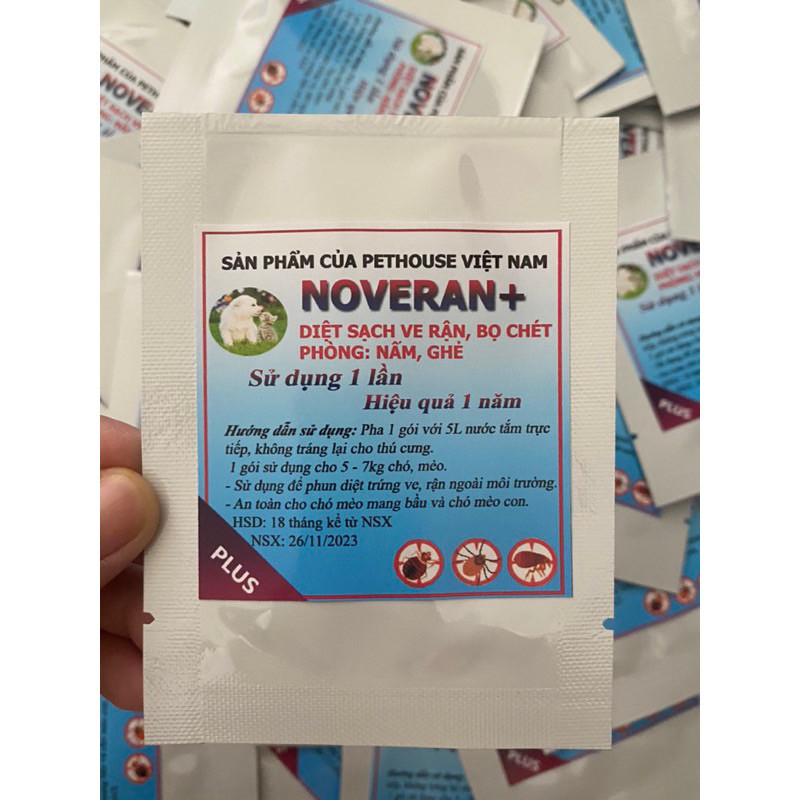 SẢN PHẨM CỦA PETHOUSE VIỆT NAM
NOVERAN+
DIỆT SẠCH VE RẬN, BỌ CHÉT
PHÒNG: NẤM, GHẺ
Sử dụng 1 lần
Hiệu quả 1 năm
Hướng dẫn sử dụng: Pha 1 gói với 5L nước tắm trực
tiếp, không tráng lại cho thú cưng.
1 gói sử dụng cho 5 - 7kg chó, mèo.
- Sử dụng để phun diệt trứng ve, rận ngoài môi trường.
- An toàn cho chó mèo mang bầu và chó mèo con.
HSD: 18 tháng kể từ NSX
NSX: 26/11/2023
PLUS
PLUS
PLUS